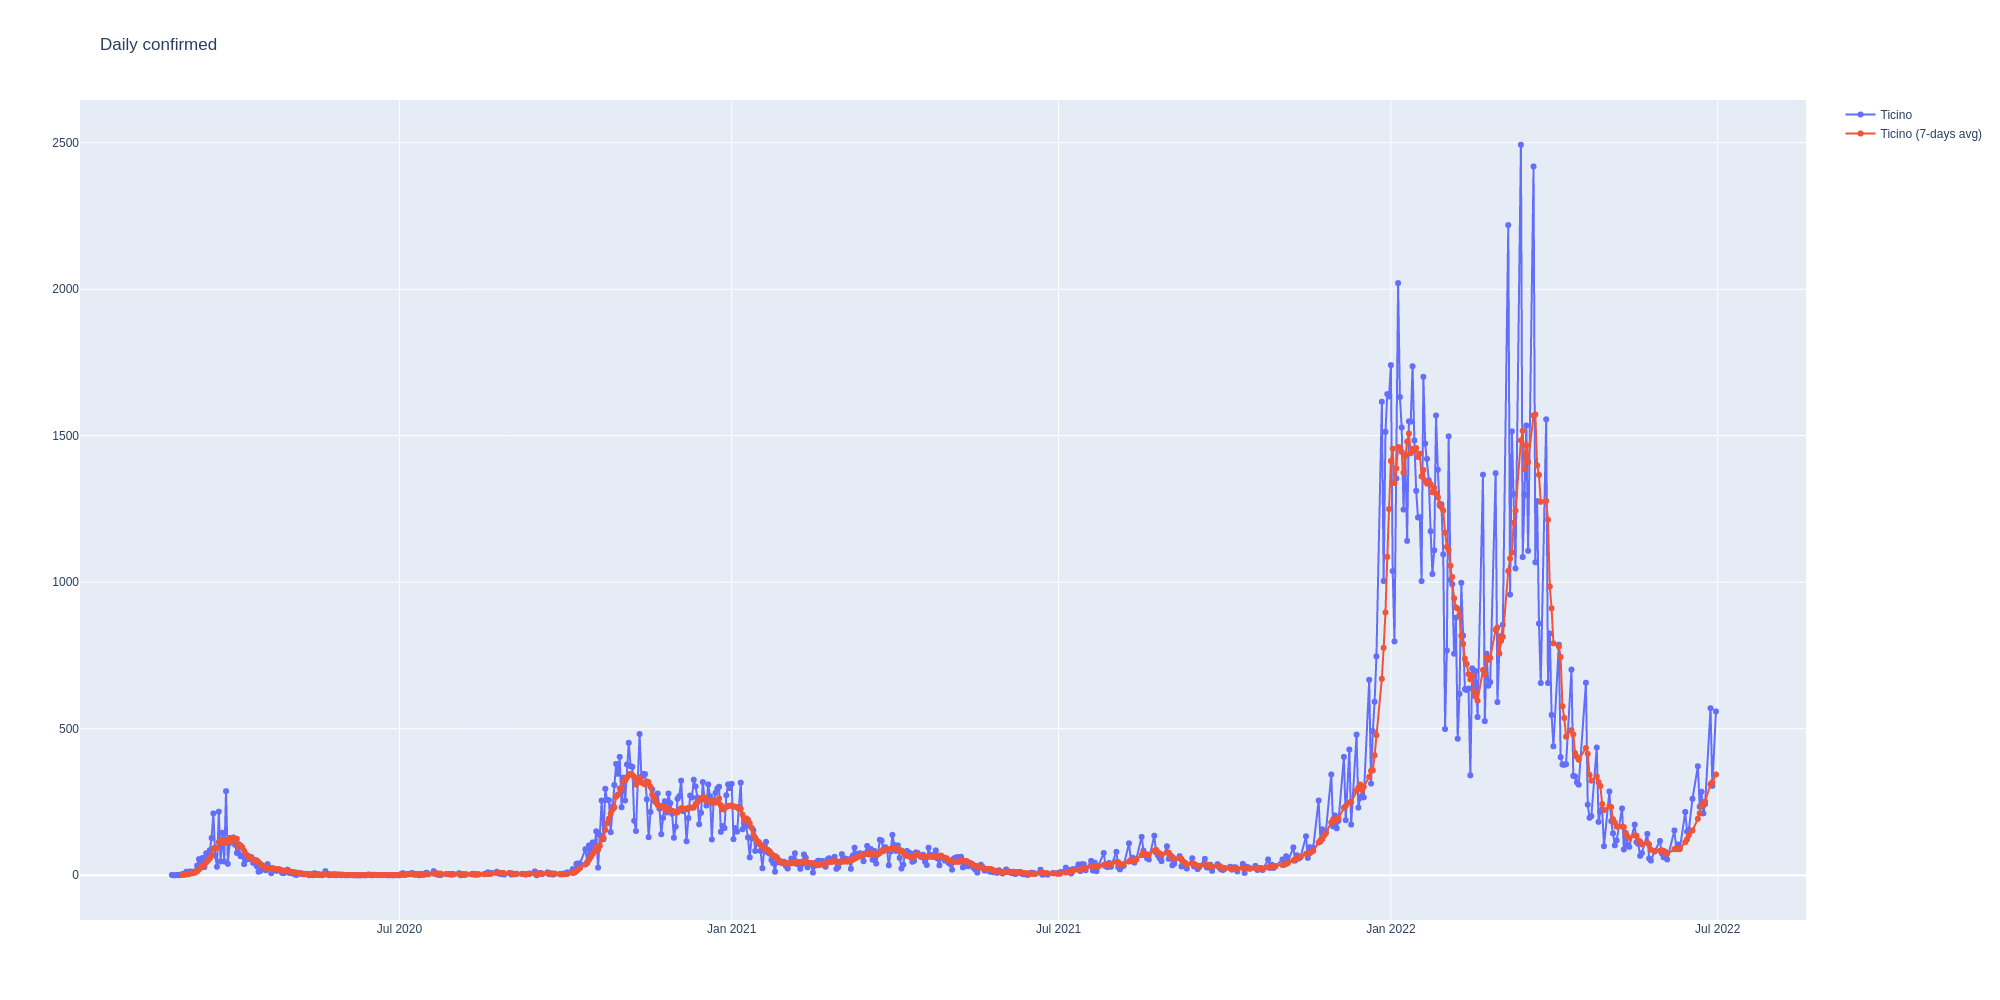 Daily confirmed
Ticino
Ticino (7-days avg)
2500
2000
1500
1000
500
0
Jul 2020
Jan 2021
Jul 2021
Jan 2022
Jul 2022